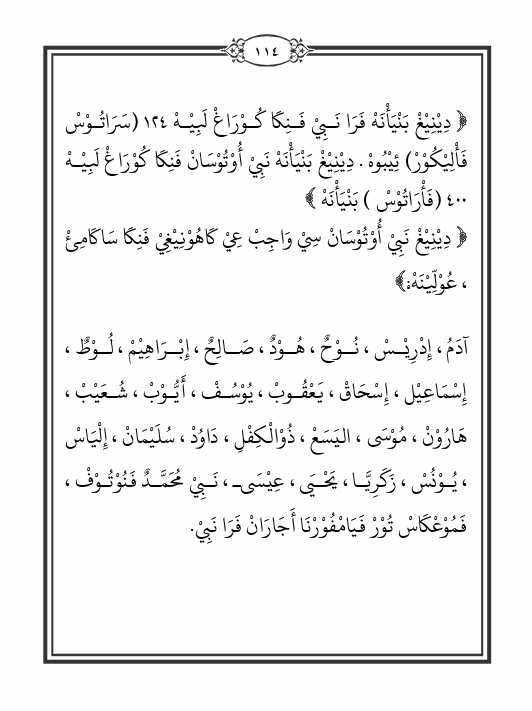 ١١٤
﴿ دِيْنِيْغْ بَنْيَأْنَهْ فَرَا نَـبِيْ فَـنِكَا كُـوْرَاغْ لَبِيْـهْ ١٢٤ (سَرَاتُـوْسْ
فَأْلِيْكُوْرْ) ئِيْبُوهْ . دِيْنِيْغْ بَنْيَأْنَهْ نَبِيْ أُوْتُوْسَانْ فَنِكَا كُوْرَاغْ لَبِيْـهْ
٤٠٠ (فَأْرَاتُوْسْ ) بَنْيَأْنَهْ ﴾
﴿ دِيْنِيْغْ نَبِيْ أُوْتُوْسَانْ سِيْ وَاجِبْ عِيْ كَاهُوْنِيْغِيْ فَنِكَا سَاكَامِئْ
، عُوْلِّيْنَهْ:﴾
آدَمُ ، إِدْرِيْـسْ ، نُـوْحٌ ، هُـوْدٌ ، صَـالِحٌ ، إِبْـرَاهِيْمْ ، لُـوْطٌ ،
إِسْمَاعِيْل ، إِسْحَاقْ ، يَعْقُـوبْ ، يُوْسُـفْ ، أَيُّـوْبْ ، شُـعَيْبْ ،
هَارُوْنْ ، مُوْسَى ، اليَسَعْ ، ذُوْالْكِفْلِ ، دَاوُدْ ، سُلَيْمَانْ ، إِلْيَاسْ
، يُـوْنُسْ ، زَكَرِيَّـا ، يَحْـيَى ، عِيْسَى ، نَـبِيْ مُحَمَّـدٌ فَنُوْتُـوْفْ ،
فَمُوْعْكَاسْ تُوْرْ فَيَامْفُوْرْنَا أَجَارَانْ فَرَا نَبِيْ.